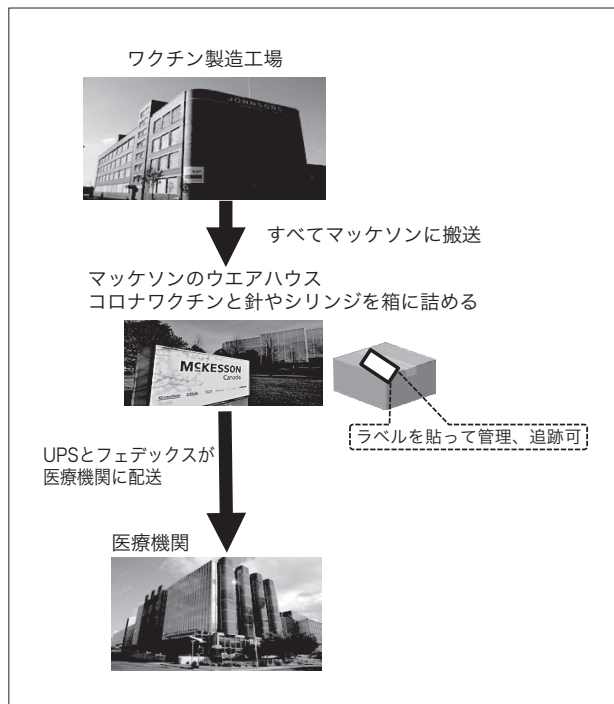 ワクチン製造工場
JOHNSONS
すべてマッケソンに搬送
マッケソンのウエアハウス
コロナワクチンと針やシリンジを箱に詰める
MCKESSON
Canada
ラベルを貼って管理、追跡可
UPSとフェデックスが
医療機関に配送
医療機関